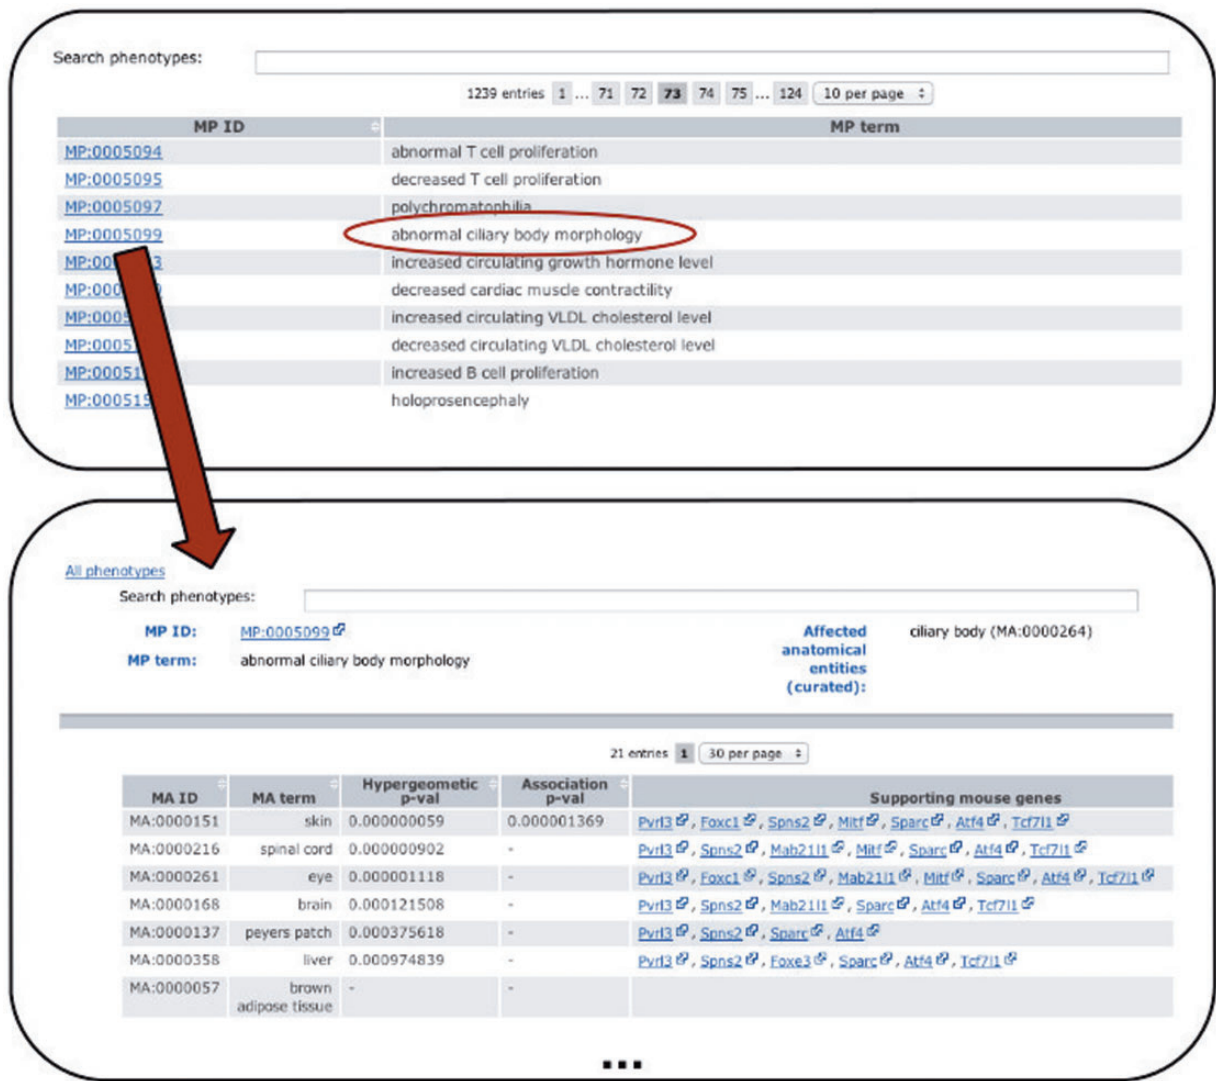 Search phenotypes:
1239 entries 1 ... 71 72 73 74 75 ... 124 10 per page
MP ID MP term
MP:0005094 abnormal T cell proliferation
MP:0005095 decreased T cell proliferation
MP:0005097 polychromatophilia
MP:0005099 abnormal ciliary body morphology
increased circulating growth hormone level
decreased cardiac muscle contractility
increased circulating VLDL cholesterol level
decreased circulating VLDL cholesterol level
increased B cell proliferation
holoprosencephaly
All phenotypes
Search phenotypes:
MP ID: MP:0005099 Affected ciliary body (MA:0000264)
MP term: abnormal ciliary body morphology anatomical
entities
(curated):
21 entries 1 30 per page
MA ID MA term Hypergeometic p-val Association p-val Supporting mouse genes
MA:0000151 skin 0.000000059 0.000001369 Pvrl3, Foxc1, Spns2, Mitf, Sparc, Atf4, Tcf7l1
MA:0000216 spinal cord 0.000000902 - Pvrl3, Spns2, Mab21l1, Mitf, Sparc, Atf4, Tcf7l1
MA:0000261 eye 0.000001118 - Pvrl3, Foxc1, Spns2, Mab21l1, Mitf, Sparc, Atf4, Tcf7l1
MA:0000168 brain 0.000121508 - Pvrl3, Spns2, Mab21l1, Sparc, Atf4, Tcf7l1
MA:0000137 peyers patch 0.000375618 - Pvrl3, Spns2, Sparc, Atf4
MA:0000358 liver 0.000974839 - Pvrl3, Spns2, Foxe3, Sparc, Atf4, Tcf7l1
MA:0000057 brown - -
adipose tissue
...